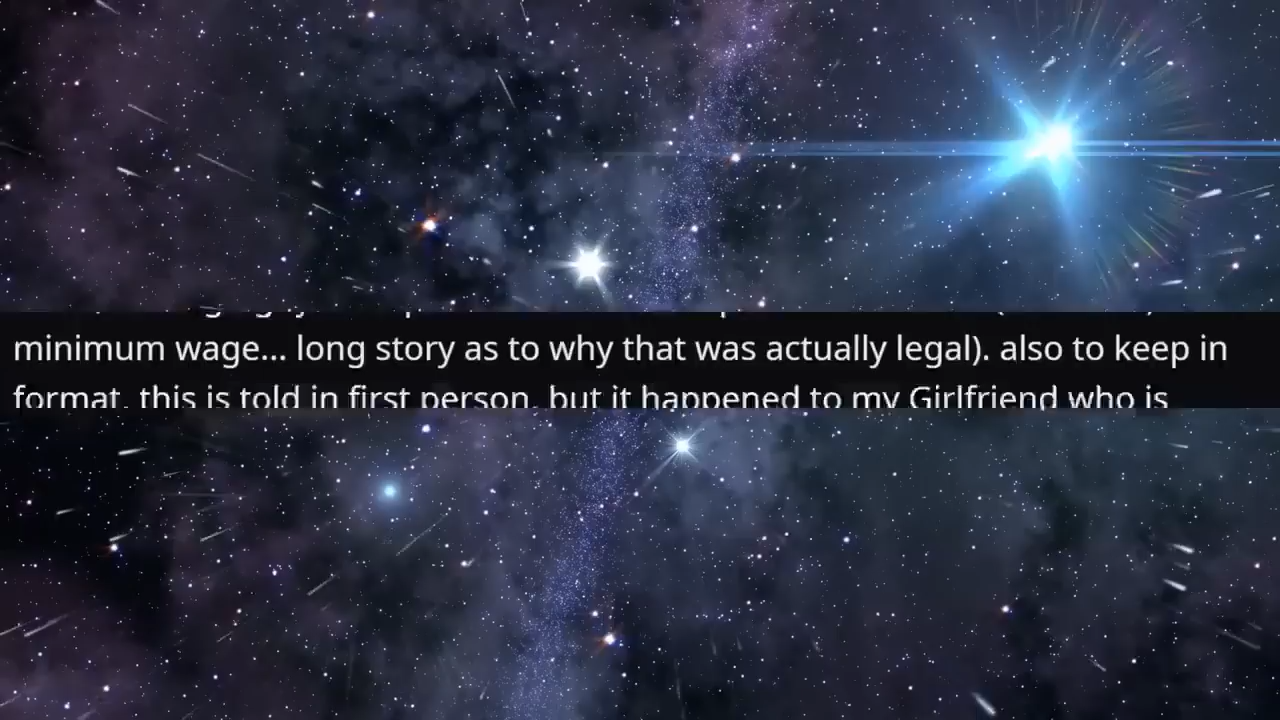 minimum wage... long story as to why that was actually legal). also to keep in
format, this is told in first person, but it happened to my Girlfriend who is